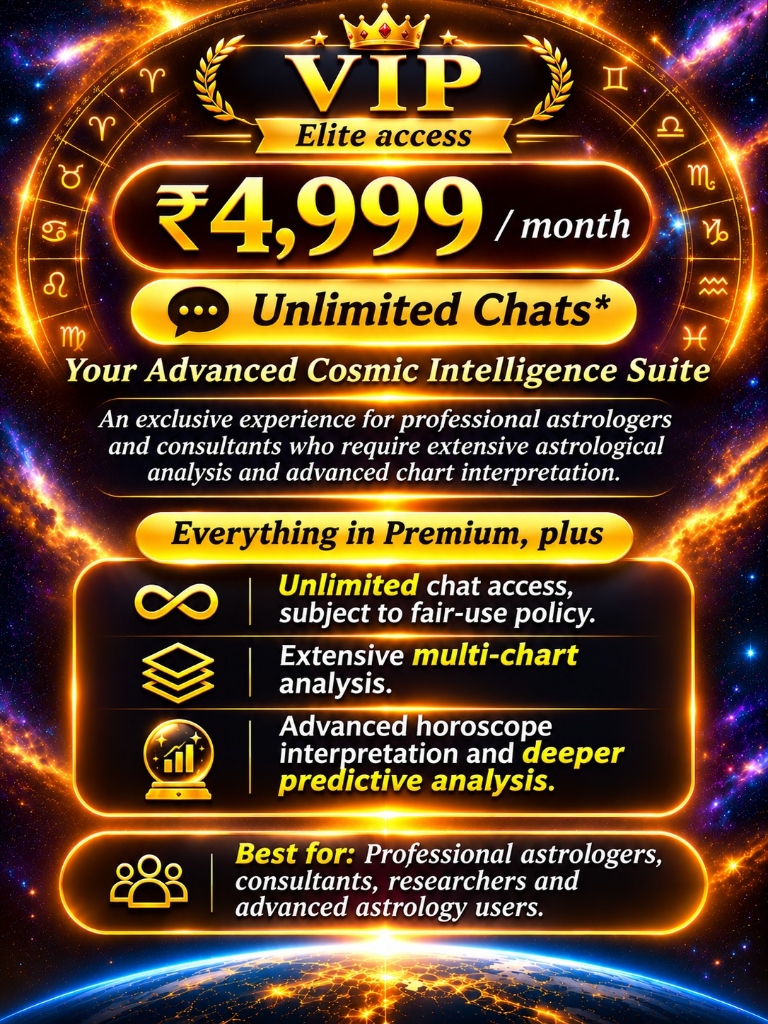 VIP
Elite access
₹4,999 / month
Unlimited Chats*
Your Advanced Cosmic Intelligence Suite
An exclusive experience for professional astrologers
and consultants who require extensive astrological
analysis and advanced chart interpretation.
Everything in Premium, plus
Unlimited chat access,
subject to fair-use policy.
Extensive multi-chart
analysis.
Advanced horoscope
interpretation and deeper
predictive analysis.
Best for: Professional astrologers,
consultants, researchers and
advanced astrology users.